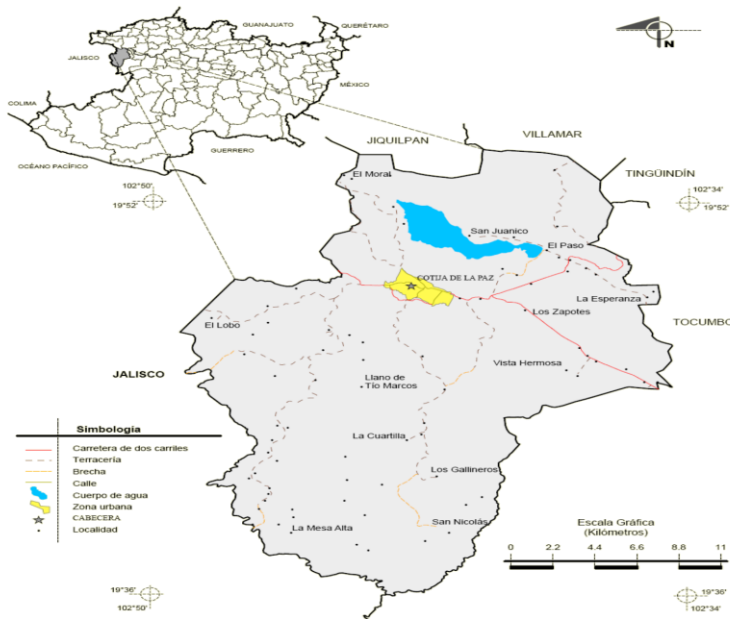 GUANAJUATO
QUERÉTARO
JALISCO
MÉXICO
COLIMA
GUERRERO
OCÉANO PACÍFICO
N
JIQUILPAN
VILLAMAR
TINGÜINDÍN
102°50'
19°52'
102°34'
19°52'
El Moral
San Juanico
El Paso
COTIJA DE LA PAZ
La Esperanza
Los Zapotes
El Lobo
TOCUMBO
Vista Hermosa
JALISCO
Llano de
Tío Marcos
La Cuartilla
Los Gallineros
San Nicolás
La Mesa Alta
Simbología
Carretera de dos carriles
Terracería
Brecha
Calle
Cuerpo de agua
Zona urbana
CABECERA
Localidad
Escala Gráfica
(Kilómetros)
0 2.2 4.4 6.6 8.8 11
19°36'
102°50'
19°36'
102°34'